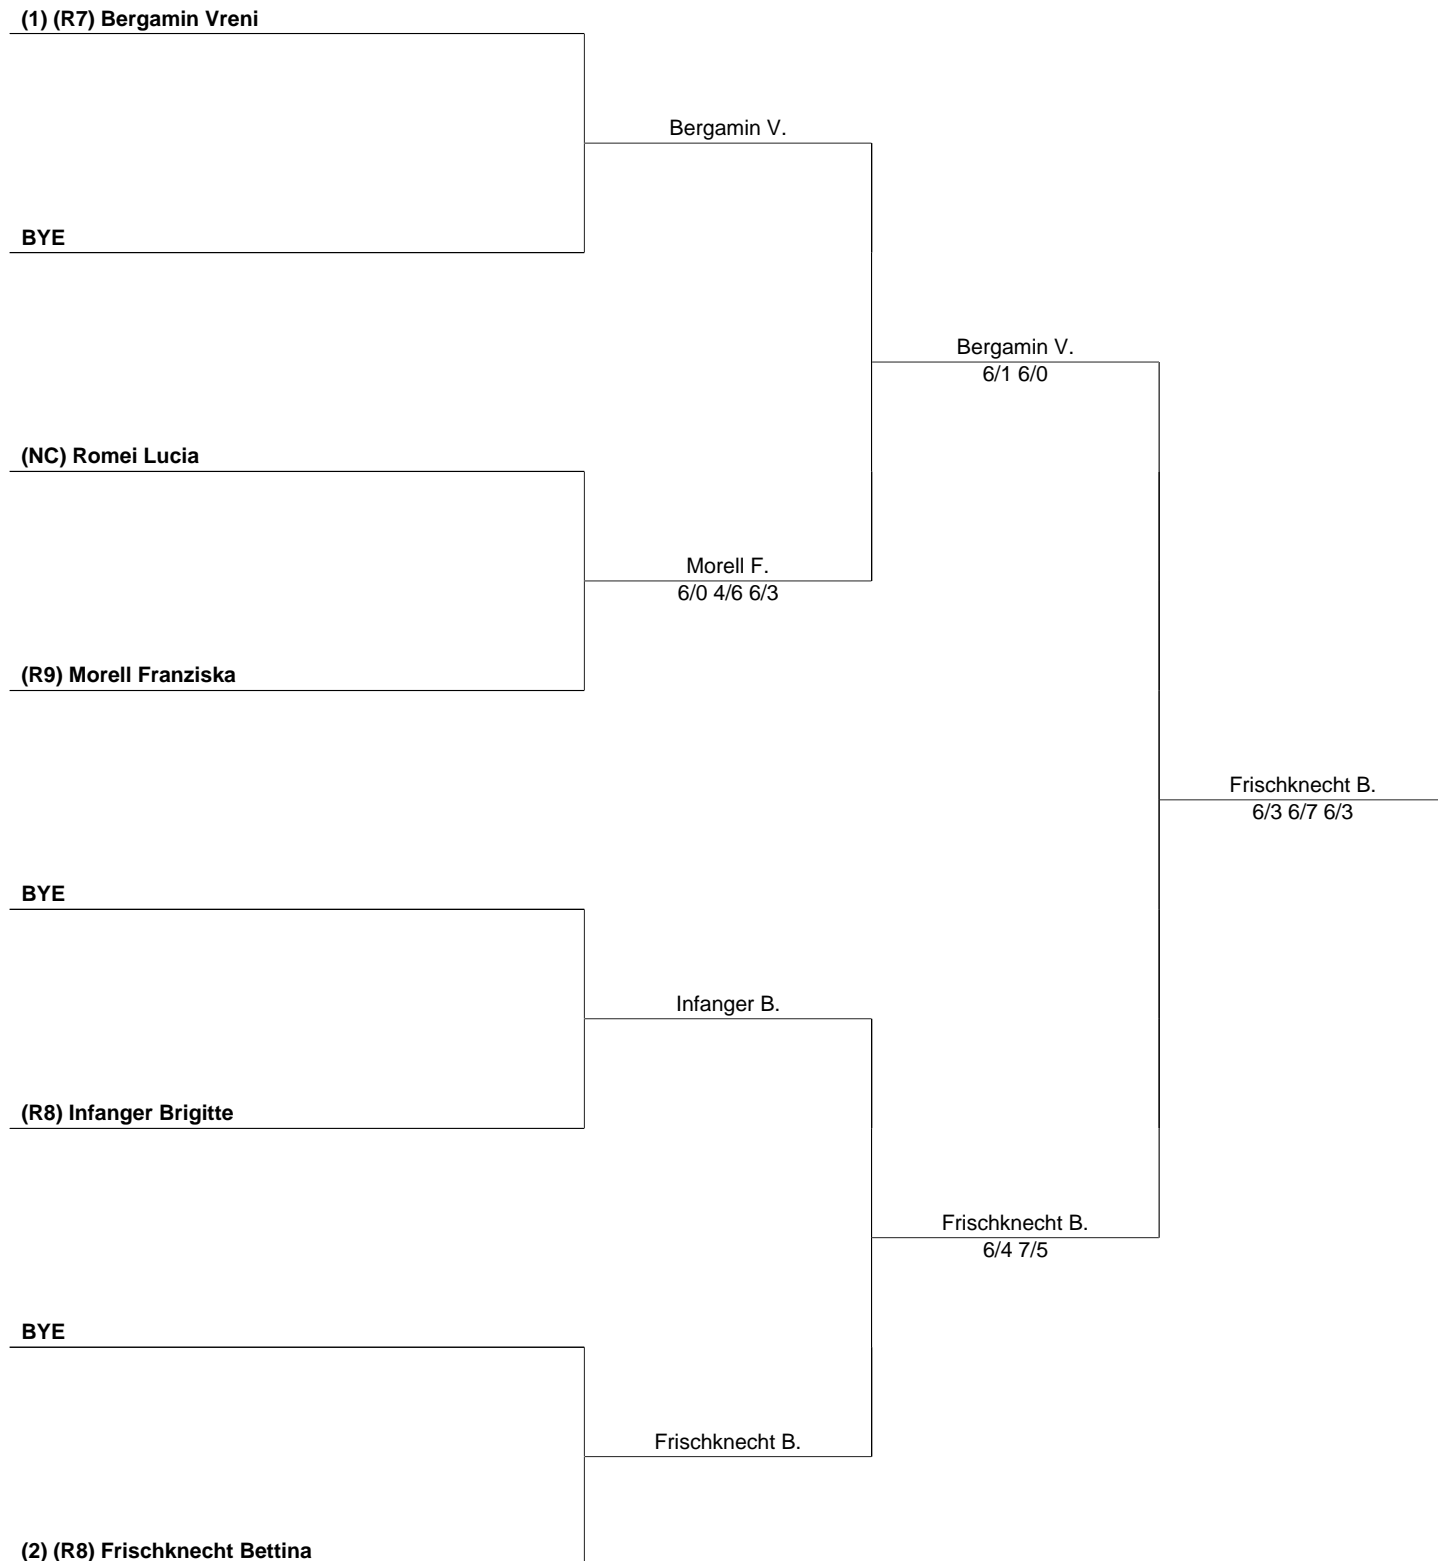 (1) (R7) Bergamin Vreni
Bergamin V.
BYE
Bergamin V.
6/1 6/0
(NC) Romei Lucia
Morell F.
6/0 4/6 6/3
(R9) Morell Franziska
Frischknecht B.
6/3 6/7 6/3
BYE
Infanger B.
(R8) Infanger Brigitte
Frischknecht B.
6/4 7/5
BYE
Frischknecht B.
(2) (R8) Frischknecht Bettina